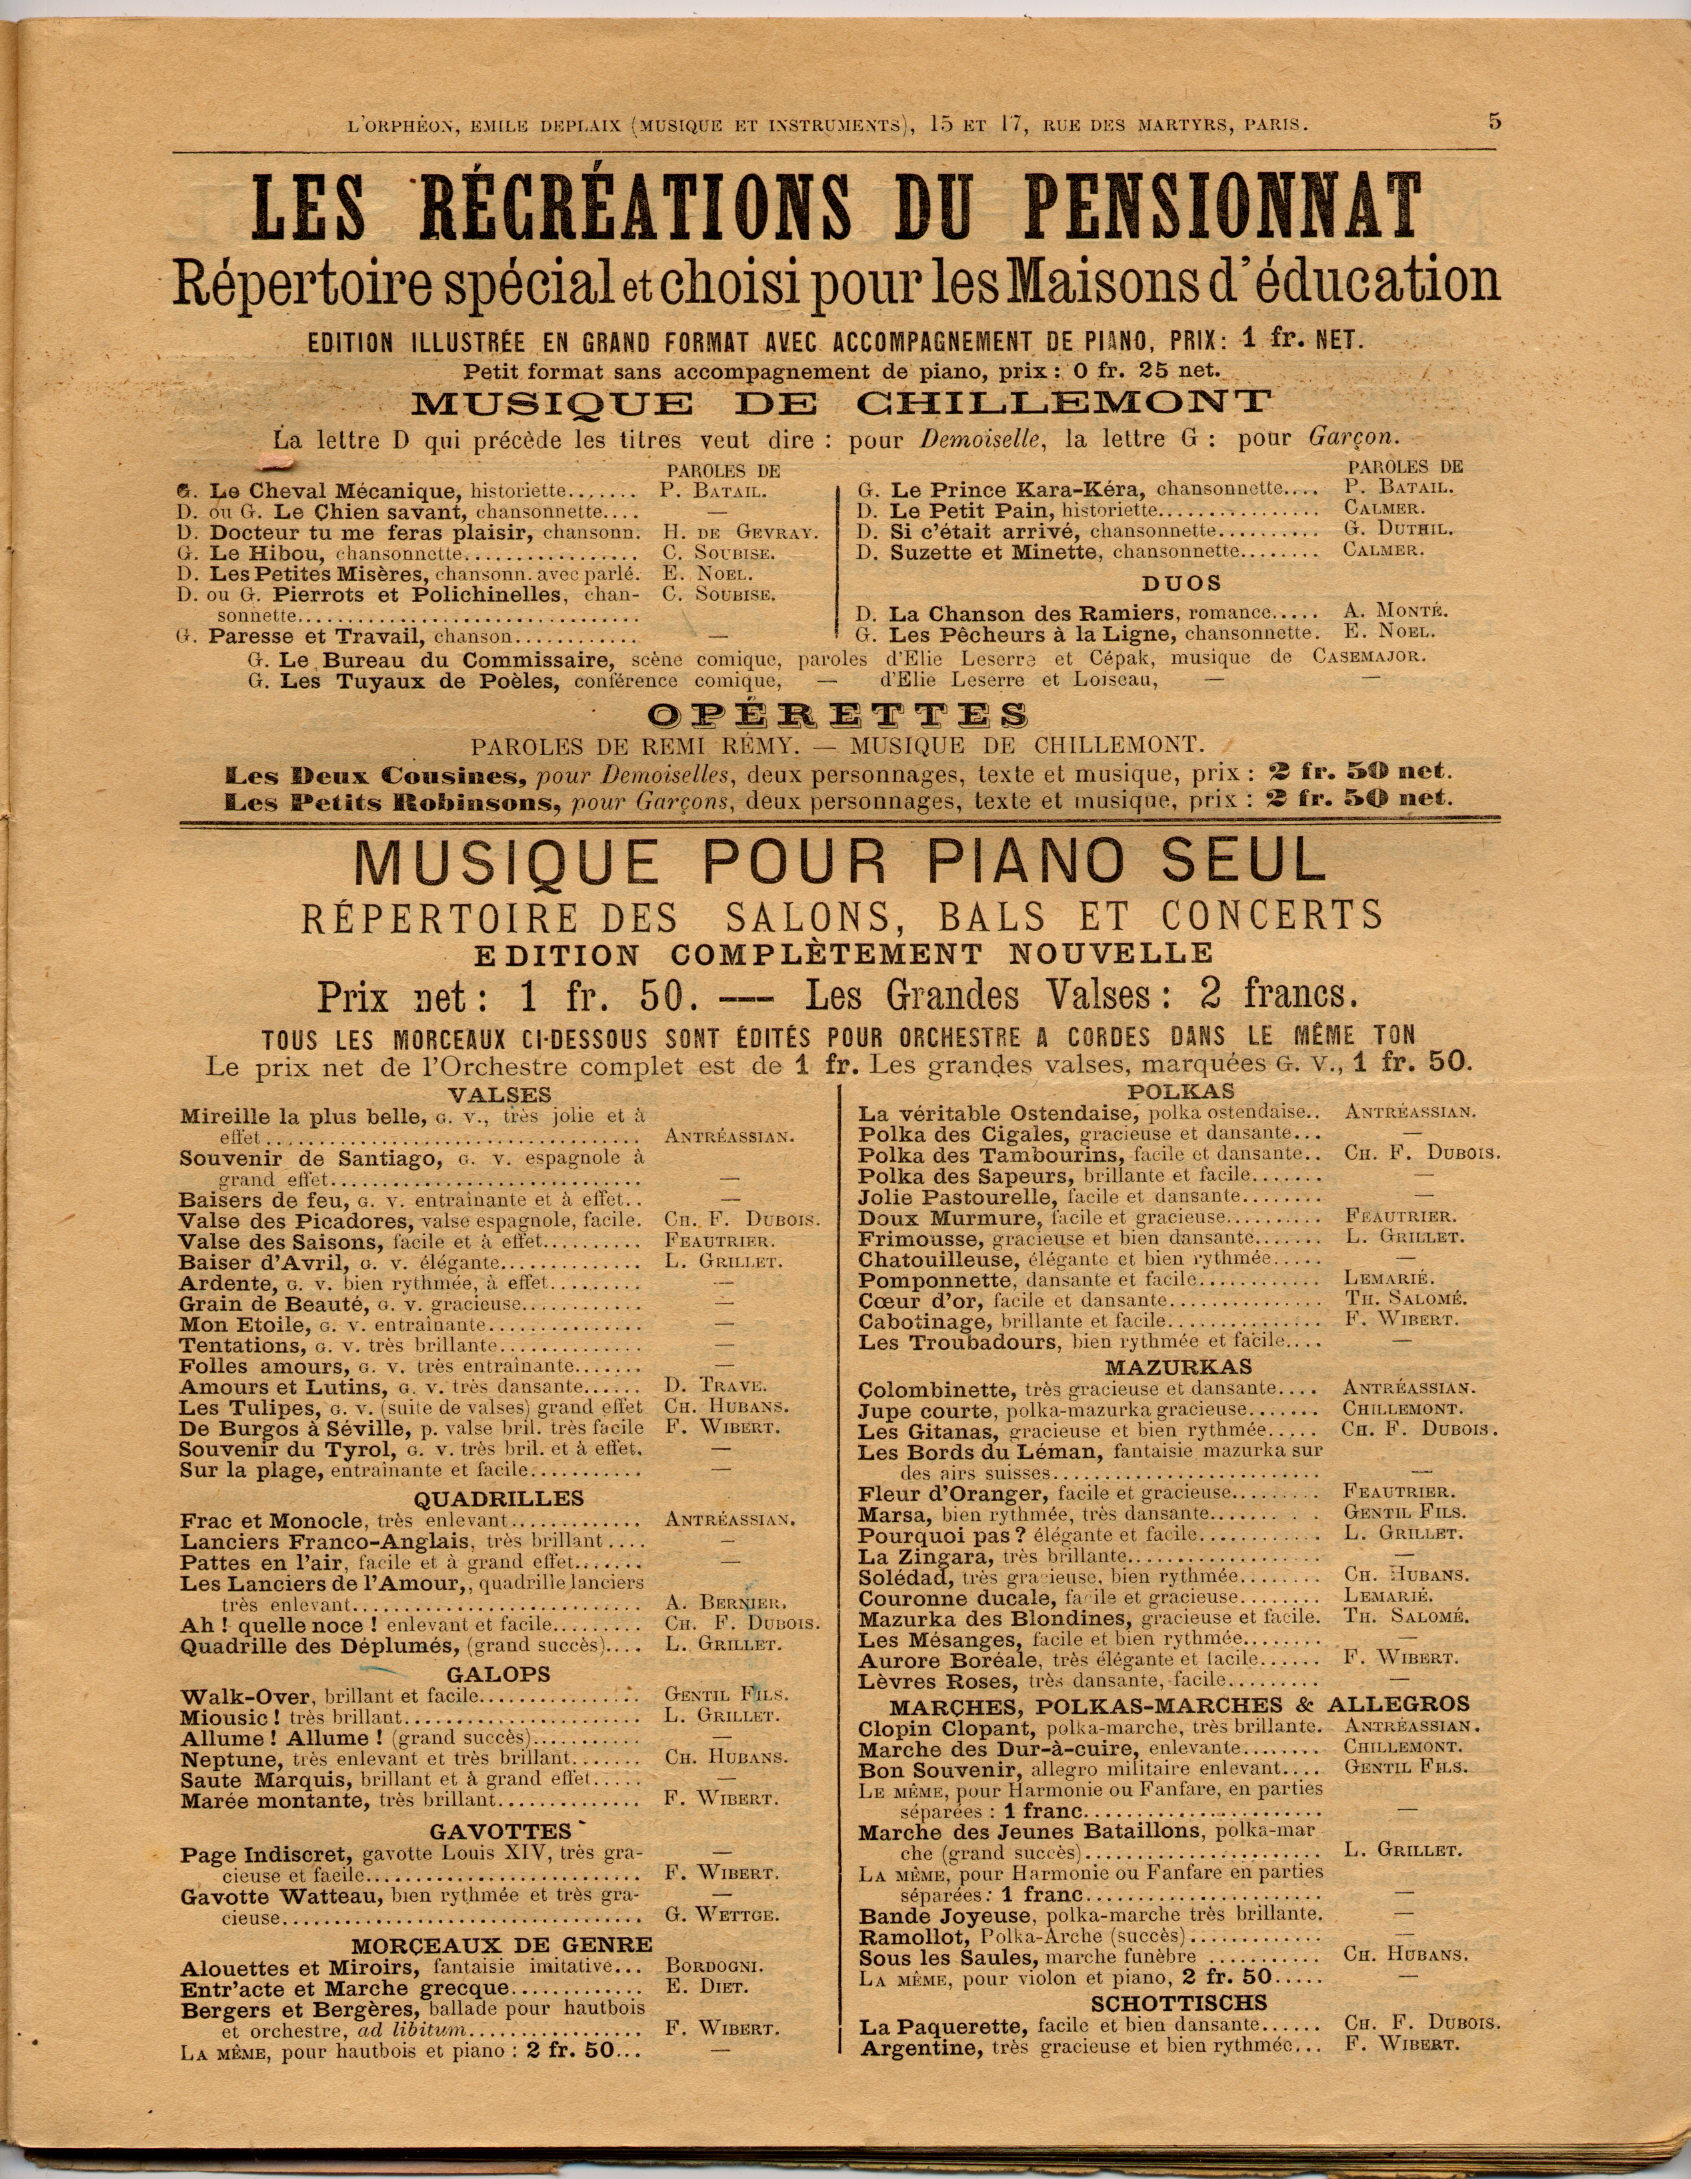 L'ORPHÉON, EMILE DEPLAIX (MUSIQUE ET INSTRUMENTS), 15 ET 17, RUE DES MARTYRS, PARIS. 5
LES RÉCRÉATIONS DU PENSIONNAT
Répertoire spécial et choisi pour les Maisons d'éducation
EDITION ILLUSTRÉE EN GRAND FORMAT AVEC ACCOMPAGNEMENT DE PIANO, PRIX: 1 fr. NET.
Petit format sans accompagnement de piano, prix : 0 fr. 25 net.
MUSIQUE DE CHILLEMONT
La lettre D qui précède les titres veut dire : pour Demoiselle, la lettre G : pour Garçon.
PAROLES DE
G. Le Cheval Mécanique, historiette....... P. BATAIL.
D. ou G. Le Chien savant, chansonnette.... —
D. Docteur tu me feras plaisir, chansonn. H. DE GEVRAY.
G. Le Hibou, chansonnette................. C. SOUBISE.
D. Les Petites Misères, chansonn. avec parlé. E. NOEL.
D. ou G. Pierrots et Polichinelles, chan- C. SOUBISE.
sonnette.................................
G. Paresse et Travail, chanson............ —
PAROLES DE
G. Le Prince Kara-Kéra, chansonnette.... P. BATAIL.
D. Le Petit Pain, historiette................ CALMER.
D. Si c'était arrivé, chansonnette.......... G. DUTHIL.
D. Suzette et Minette, chansonnette........ CALMER.
DUOS
D. La Chanson des Ramiers, romance..... A. MONTÉ.
G. Les Pêcheurs à la Ligne, chansonnette. E. NOEL.
G. Le Bureau du Commissaire, scène comique, paroles d'Elie Leserre et Cépak, musique de CASEMAJOR.
G. Les Tuyaux de Poèles, conférence comique, — d'Elie Leserre et Loiseau, — —
OPÉRETTES
PAROLES DE REMI RÉMY. — MUSIQUE DE CHILLEMONT.
Les Deux Cousines, pour Demoiselles, deux personnages, texte et musique, prix : 2 fr. 50 net.
Les Petits Robinsons, pour Garçons, deux personnages, texte et musique, prix : 2 fr. 50 net.
MUSIQUE POUR PIANO SEUL
RÉPERTOIRE DES SALONS, BALS ET CONCERTS
EDITION COMPLÈTEMENT NOUVELLE
Prix net : 1 fr. 50. — Les Grandes Valses : 2 francs.
TOUS LES MORCEAUX CI-DESSOUS SONT ÉDITÉS POUR ORCHESTRE A CORDES DANS LE MÊME TON
Le prix net de l'Orchestre complet est de 1 fr. Les grandes valses, marquées G. V., 1 fr. 50.
VALSES
Mireille la plus belle, G. V., très jolie et à
effet.................................... ANTRÉASSIAN.
Souvenir de Santiago, G. V. espagnole à
grand effet.............................. —
Baisers de feu, G. V. entrainante et à effet.. —
Valse des Picadores, valse espagnole, facile. CH. F. DUBOIS.
Valse des Saisons, facile et à effet.......... FEAUTRIER.
Baiser d'Avril, G. V. élégante.............. L. GRILLET.
Ardente, G. V. bien rythmée, à effet......... —
Grain de Beauté, G. V. gracieuse............ —
Mon Etoile, G. V. entrainante............... —
Tentations, G. V. très brillante.............. —
Folles amours, G. V. très entrainante....... —
Amours et Lutins, G. V. très dansante...... D. TRAVE.
Les Tulipes, G. V. (suite de valses) grand effet CH. HUBANS.
De Burgos à Séville, p. valse bril. très facile F. WIBERT.
Souvenir du Tyrol, G. V. très bril. et à effet. —
Sur la plage, entrainante et facile........... —
QUADRILLES
Frac et Monocle, très enlevant............. ANTRÉASSIAN.
Lanciers Franco-Anglais, très brillant.... —
Pattes en l'air, facile et à grand effet....... —
Les Lanciers de l'Amour,, quadrille lanciers
très enlevant............................ A. BERNIER.
Ah ! quelle noce ! enlevant et facile......... CH. F. DUBOIS.
Quadrille des Déplumés, (grand succès).... L. GRILLET.
GALOPS
Walk-Over, brillant et facile................ GENTIL FILS.
Miousic ! très brillant....................... L. GRILLET.
Allume ! Allume ! (grand succès)........... —
Neptune, très enlevant et très brillant....... CH. HUBANS.
Saute Marquis, brillant et à grand effet..... —
Marée montante, très brillant.............. F. WIBERT.
GAVOTTES
Page Indiscret, gavotte Louis XIV, très gra- —
cieuse et facile........................... F. WIBERT.
Gavotte Watteau, bien rythmée et très gra- —
cieuse................................... G. WETTGE.
MORCEAUX DE GENRE
Alouettes et Miroirs, fantaisie imitative... BORDOGNI.
Entr'acte et Marche grecque............. E. DIET.
Bergers et Bergères, ballade pour hautbois
et orchestre, ad libitum................. F. WIBERT.
LA MÊME, pour hautbois et piano : 2 fr. 50... —
POLKAS
La véritable Ostendaise, polka ostendaise.. ANTRÉASSIAN.
Polka des Cigales, gracieuse et dansante... —
Polka des Tambourins, facile et dansante.. CH. F. DUBOIS.
Polka des Sapeurs, brillante et facile....... —
Jolie Pastourelle, facile et dansante........ —
Doux Murmure, facile et gracieuse.......... FEAUTRIER.
Frimousse, gracieuse et bien dansante....... L. GRILLET.
Chatouilleuse, élégante et bien rythmée..... —
Pomponnette, dansante et facile............ LEMARIÉ.
Cœur d'or, facile et dansante............... TH. SALOMÉ.
Cabotinage, brillante et facile............... F. WIBERT.
Les Troubadours, bien rythmée et facile.... —
MAZURKAS
Colombinette, très gracieuse et dansante.... ANTRÉASSIAN.
Jupe courte, polka-mazurka gracieuse....... CHILLEMONT.
Les Gitanas, gracieuse et bien rythmée..... CH. F. DUBOIS.
Les Bords du Léman, fantaisie mazurka sur
des airs suisses.......................... —
Fleur d'Oranger, facile et gracieuse......... FEAUTRIER.
Marsa, bien rythmée, très dansante......... GENTIL FILS.
Pourquoi pas ? élégante et facile............ L. GRILLET.
La Zingara, très brillante................... —
Solédad, très gracieuse, bien rythmée........ CH. HUBANS.
Couronne ducale, facile et gracieuse........ LEMARIÉ.
Mazurka des Blondines, gracieuse et facile. TH. SALOMÉ.
Les Mésanges, facile et bien rythmée........ —
Aurore Boréale, très élégante et facile...... F. WIBERT.
Lèvres Roses, très dansante, facile......... —
MARCHES, POLKAS-MARCHES & ALLEGROS
Clopin Clopant, polka-marche, très brillante. ANTRÉASSIAN.
Marche des Dur-à-cuire, enlevante........ CHILLEMONT.
Bon Souvenir, allegro militaire enlevant.... GENTIL FILS.
LE MÊME, pour Harmonie ou Fanfare, en parties
séparées : 1 franc....................... —
Marche des Jeunes Bataillons, polka-mar
che (grand succès)....................... L. GRILLET.
LA MÊME, pour Harmonie ou Fanfare en parties
séparées : 1 franc....................... —
Bande Joyeuse, polka-marche très brillante. —
Ramollot, Polka-Arche (succès)............. —
Sous les Saules, marche funèbre ........... CH. HUBANS.
LA MÊME, pour violon et piano, 2 fr. 50..... —
SCHOTTISCHS
La Paquerette, facile et bien dansante...... CH. F. DUBOIS.
Argentine, très gracieuse et bien rythmée... F. WIBERT.